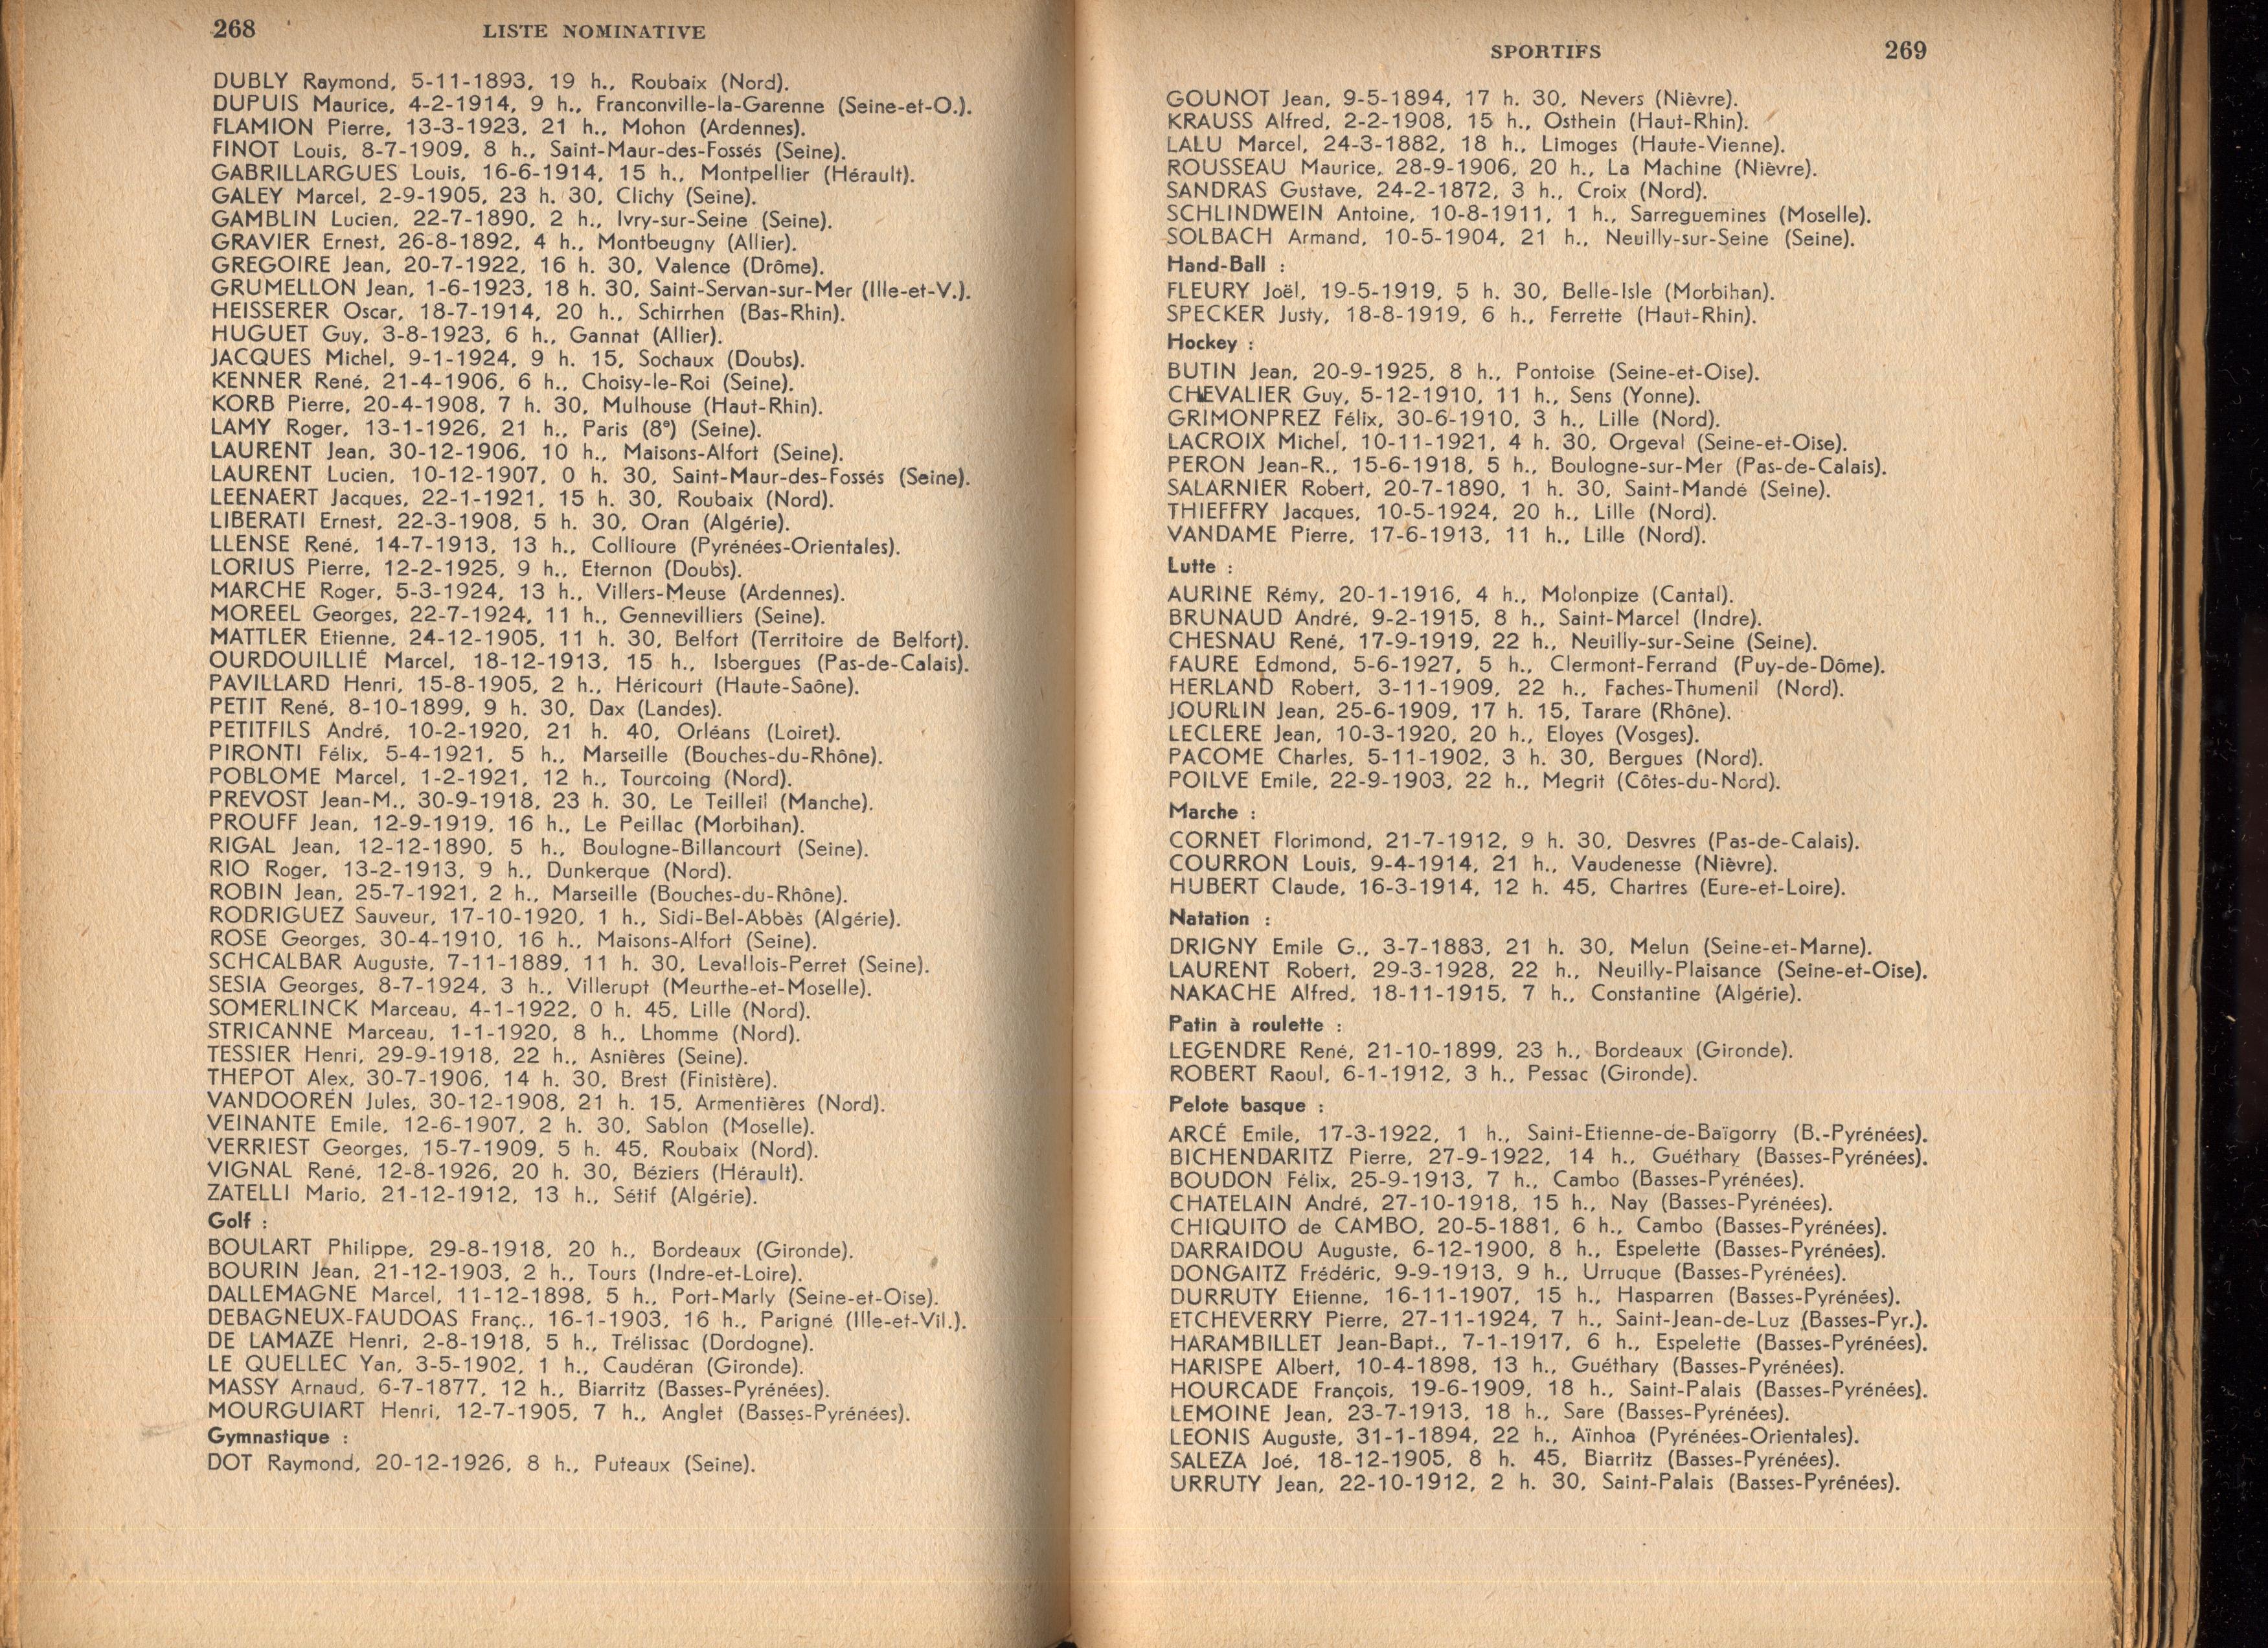 268
LISTE NOMINATIVE
DUBLY Raymond, 5-11-1893, 19 h., Roubaix (Nord).
DUPUIS Maurice, 4-2-1914, 9 h., Franconville-la-Garenne (Seine-et-O.).
FLAMION Pierre, 13-3-1923, 21 h., Mohon (Ardennes).
FINOT Louis, 8-7-1909, 8 h., Saint-Maur-des-Fossés (Seine).
GABRILLARGUES Louis, 16-6-1914, 15 h., Montpellier (Hérault).
GALEY Marcel, 2-9-1905, 23 h. 30, Clichy (Seine).
GAMBLIN Lucien, 22-7-1890, 2 h., Ivry-sur-Seine (Seine).
GRAVIER Ernest, 26-8-1892, 4 h., Montbeugny (Allier).
GREGOIRE Jean, 20-7-1922, 16 h. 30, Valence (Drôme).
GRUMELLON Jean, 1-6-1923, 18 h. 30, Saint-Servan-sur-Mer (Ille-et-V.).
HEISSERER Oscar, 18-7-1914, 20 h., Schirrhen (Bas-Rhin).
HUGUET Guy, 3-8-1923, 6 h., Gannat (Allier).
JACQUES Michel, 9-1-1924, 9 h. 15, Sochaux (Doubs).
KENNER René, 21-4-1906, 6 h., Choisy-le-Roi (Seine).
KORB Pierre, 20-4-1908, 7 h. 30, Mulhouse (Haut-Rhin).
LAMY Roger, 13-1-1926, 21 h., Paris (8e) (Seine).
LAURENT Jean, 30-12-1906, 10 h., Maisons-Alfort (Seine).
LAURENT Lucien, 10-12-1907, 0 h. 30, Saint-Maur-des-Fossés (Seine).
LEENAERT Jacques, 22-1-1921, 15 h. 30, Roubaix (Nord).
LIBERATI Ernest, 22-3-1908, 5 h. 30, Oran (Algérie).
LLENSE René, 14-7-1913, 13 h., Collioure (Pyrénées-Orientales).
LORIUS Pierre, 12-2-1925, 9 h., Eternon (Doubs).
MARCHE Roger, 5-3-1924, 13 h., Villers-Meuse (Ardennes).
MOREEL Georges, 22-7-1924, 11 h., Gennevilliers (Seine).
MATTLER Etienne, 24-12-1905, 11 h. 30, Belfort (Territoire de Belfort).
OURDOUILLIÉ Marcel, 18-12-1913, 15 h., Isbergues (Pas-de-Calais).
PAVILLARD Henri, 15-8-1905, 2 h., Héricourt (Haute-Saône).
PETIT René, 8-10-1899, 9 h. 30, Dax (Landes).
PETITFILS André, 10-2-1920, 21 h. 40, Orléans (Loiret).
PIRONTI Félix, 5-4-1921, 5 h., Marseille (Bouches-du-Rhône).
POBLOME Marcel, 1-2-1921, 12 h., Tourcoing (Nord).
PREVOST Jean-M., 30-9-1918, 23 h. 30, Le Teilleil (Manche).
PROUFF Jean, 12-9-1919, 16 h., Le Peillac (Morbihan).
RIGAL Jean, 12-12-1890, 5 h., Boulogne-Billancourt (Seine).
RIO Roger, 13-2-1913, 9 h., Dunkerque (Nord).
ROBIN Jean, 25-7-1921, 2 h., Marseille (Bouches-du-Rhône).
RODRIGUEZ Sauveur, 17-10-1920, 1 h., Sidi-Bel-Abbès (Algérie).
ROSE Georges, 30-4-1910, 16 h., Maisons-Alfort (Seine).
SCHCALBAR Auguste, 7-11-1889, 11 h. 30, Levallois-Perret (Seine).
SESIA Georges, 8-7-1924, 3 h., Villerupt (Meurthe-et-Moselle).
SOMERLINCK Marceau, 4-1-1922, 0 h. 45, Lille (Nord).
STRICANNE Marceau, 1-1-1920, 8 h., Lhomme (Nord).
TESSIER Henri, 29-9-1918, 22 h., Asnières (Seine).
THEPOT Alex, 30-7-1906, 14 h. 30, Brest (Finistère).
VANDOOREN Jules, 30-12-1908, 21 h. 15, Armentières (Nord).
VEINANTE Emile, 12-6-1907, 2 h. 30, Sablon (Moselle).
VERRIEST Georges, 15-7-1909, 5 h. 45, Roubaix (Nord).
VIGNAL René, 12-8-1926, 20 h. 30, Béziers (Hérault).
ZATELLI Mario, 21-12-1912, 13 h., Sétif (Algérie).
Golf :
BOULART Philippe, 29-8-1918, 20 h., Bordeaux (Gironde).
BOURIN Jean, 21-12-1903, 2 h., Tours (Indre-et-Loire).
DALLEMAGNE Marcel, 11-12-1898, 5 h., Port-Marly (Seine-et-Oise).
DEBAGNEUX-FAUDOAS Franç., 16-1-1903, 16 h., Parigné (Ille-et-Vil.).
DE LAMAZE Henri, 2-8-1918, 5 h., Trélissac (Dordogne).
LE QUELLEC Yan, 3-5-1902, 1 h., Caudéran (Gironde).
MASSY Arnaud, 6-7-1877, 12 h., Biarritz (Basses-Pyrénées).
MOURGUIART Henri, 12-7-1905, 7 h., Anglet (Basses-Pyrénées).
Gymnastique :
DOT Raymond, 20-12-1926, 8 h., Puteaux (Seine).
SPORTIFS
269
GOUNOT Jean, 9-5-1894, 17 h. 30, Nevers (Nièvre).
KRAUSS Alfred, 2-2-1908, 15 h., Osthein (Haut-Rhin).
LALU Marcel, 24-3-1882, 18 h., Limoges (Haute-Vienne).
ROUSSEAU Maurice, 28-9-1906, 20 h., La Machine (Nièvre).
SANDRAS Gustave, 24-2-1872, 3 h., Croix (Nord).
SCHLINDWEIN Antoine, 10-8-1911, 1 h., Sarreguemines (Moselle).
SOLBACH Armand, 10-5-1904, 21 h., Neuilly-sur-Seine (Seine).
Hand-Ball :
FLEURY Joël, 19-5-1919, 5 h. 30, Belle-Isle (Morbihan).
SPECKER Justy, 18-8-1919, 6 h., Ferrette (Haut-Rhin).
Hockey :
BUTIN Jean, 20-9-1925, 8 h., Pontoise (Seine-et-Oise).
CHEVALIER Guy, 5-12-1910, 11 h., Sens (Yonne).
GRIMONPREZ Félix, 30-6-1910, 3 h., Lille (Nord).
LACROIX Michel, 10-11-1921, 4 h. 30, Orgeval (Seine-et-Oise).
PERON Jean-R., 15-6-1918, 5 h., Boulogne-sur-Mer (Pas-de-Calais).
SALARNIER Robert, 20-7-1890, 1 h. 30, Saint-Mandé (Seine).
THIEFFRY Jacques, 10-5-1924, 20 h., Lille (Nord).
VANDAME Pierre, 17-6-1913, 11 h., Lille (Nord).
Lutte :
AURINE Rémy, 20-1-1916, 4 h., Molonpize (Cantal).
BRUNAUD André, 9-2-1915, 8 h., Saint-Marcel (Indre).
CHESNAU René, 17-9-1919, 22 h., Neuilly-sur-Seine (Seine).
FAURE Edmond, 5-6-1927, 5 h., Clermont-Ferrand (Puy-de-Dôme).
HERLAND Robert, 3-11-1909, 22 h., Faches-Thumenil (Nord).
JOURLIN Jean, 25-6-1909, 17 h. 15, Tarare (Rhône).
LECLERE Jean, 10-3-1920, 20 h., Eloyes (Vosges).
PACOME Charles, 5-11-1902, 3 h. 30, Bergues (Nord).
POILVE Emile, 22-9-1903, 22 h., Megrit (Côtes-du-Nord).
Marche :
CORNET Florimond, 21-7-1912, 9 h. 30, Desvres (Pas-de-Calais).
COURRON Louis, 9-4-1914, 21 h., Vaudenesse (Nièvre).
HUBERT Claude, 16-3-1914, 12 h. 45, Chartres (Eure-et-Loire).
Natation :
DRIGNY Emile G., 3-7-1883, 21 h. 30, Melun (Seine-et-Marne).
LAURENT Robert, 29-3-1928, 22 h., Neuilly-Plaisance (Seine-et-Oise).
NAKACHE Alfred, 18-11-1915, 7 h., Constantine (Algérie).
Patin à roulette :
LEGENDRE René, 21-10-1899, 23 h., Bordeaux (Gironde).
ROBERT Raoul, 6-1-1912, 3 h., Pessac (Gironde).
Pelote basque :
ARCÉ Emile, 17-3-1922, 1 h., Saint-Etienne-de-Baïgorry (B.-Pyrénées).
BICHENDARITZ Pierre, 27-9-1922, 14 h., Guéthary (Basses-Pyrénées).
BOUDON Félix, 25-9-1913, 7 h., Cambo (Basses-Pyrénées).
CHATELAIN André, 27-10-1918, 15 h., Nay (Basses-Pyrénées).
CHIQUITO de CAMBO, 20-5-1881, 6 h., Cambo (Basses-Pyrénées).
DARRAIDOU Auguste, 6-12-1900, 8 h., Espelette (Basses-Pyrénées).
DONGAITZ Frédéric, 9-9-1913, 9 h., Urruque (Basses-Pyrénées).
DURRUTY Etienne, 16-11-1907, 15 h., Hasparren (Basses-Pyrénées).
ETCHEVERRY Pierre, 27-11-1924, 7 h., Saint-Jean-de-Luz (Basses-Pyr.).
HARAMBILLET Jean-Bapt., 7-1-1917, 6 h., Espelette (Basses-Pyrénées).
HARISPE Albert, 10-4-1898, 13 h., Guéthary (Basses-Pyrénées).
HOURCADE François, 19-6-1909, 18 h., Saint-Palais (Basses-Pyrénées).
LEMOINE Jean, 23-7-1913, 18 h., Sare (Basses-Pyrénées).
LEONIS Auguste, 31-1-1894, 22 h., Aïnhoa (Pyrénées-Orientales).
SALEZA Joé, 18-12-1905, 8 h. 45, Biarritz (Basses-Pyrénées).
URRUTY Jean, 22-10-1912, 2 h. 30, Saint-Palais (Basses-Pyrénées).